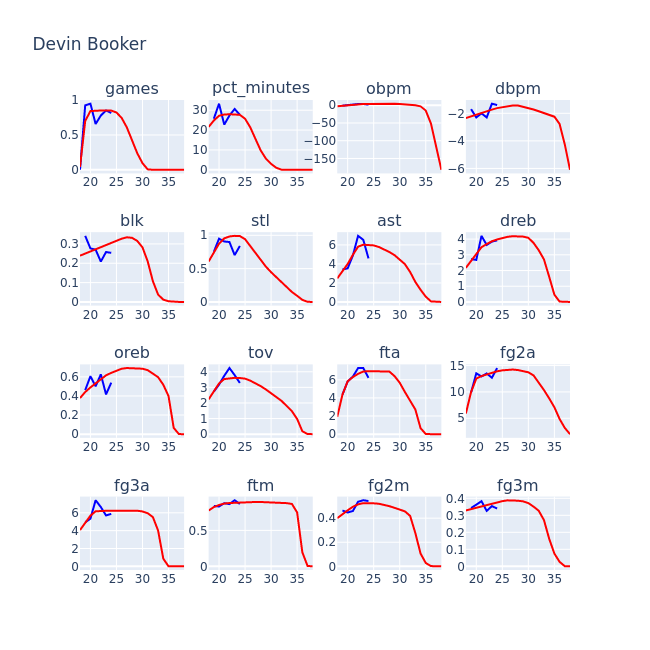 Devin Booker
games pct_minutes obpm dbpm
1 0.5 0 30 20 10 0 0 −50 −100 −150 −2 −4 −6
20 25 30 35 20 25 30 35 20 25 30 35 20 25 30 35
blk stl ast dreb
0.3 0.2 0.1 0 1 0.5 0 6 4 2 0 4 3 2 1 0
20 25 30 35 20 25 30 35 20 25 30 35 20 25 30 35
oreb tov fta fg2a
0.6 0.4 0.2 0 4 3 2 1 0 6 4 2 0 15 10 5
20 25 30 35 20 25 30 35 20 25 30 35 20 25 30 35
fg3a ftm fg2m fg3m
6 4 2 0 0.5 0 0.4 0.2 0 0.4 0.3 0.2 0.1 0
20 25 30 35 20 25 30 35 20 25 30 35 20 25 30 35